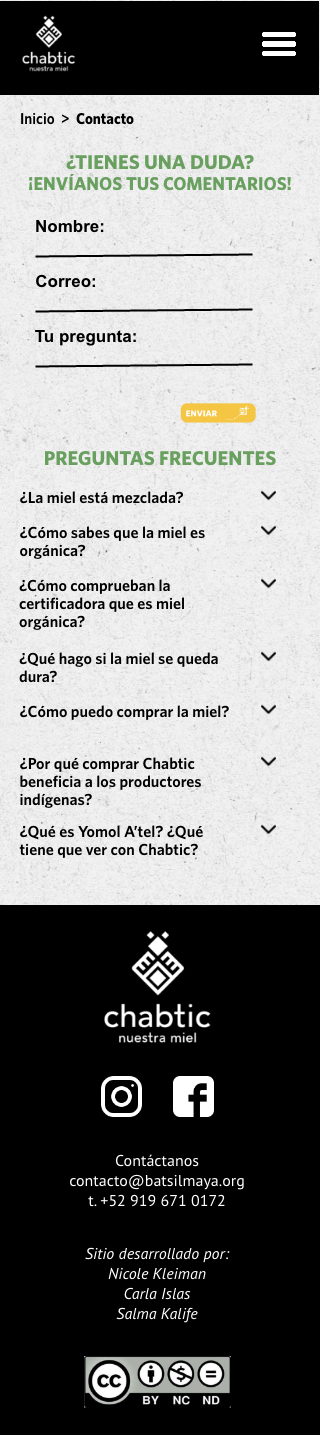 chabtic
nuestra miel
Inicio > Contacto
¿TIENES UNA DUDA?
¡ENVÍANOS TUS COMENTARIOS!
Nombre:
Correo:
Tu pregunta:
ENVIAR
PREGUNTAS FRECUENTES
¿La miel está mezclada?
¿Cómo sabes que la miel es
orgánica?
¿Cómo comprueban la
certificadora que es miel
orgánica?
¿Qué hago si la miel se queda
dura?
¿Cómo puedo comprar la miel?
¿Por qué comprar Chabtic
beneficia a los productores
indígenas?
¿Qué es Yomol A'tel? ¿Qué
tiene que ver con Chabtic?
chabtic
nuestra miel
Contáctanos
contacto@batsilmaya.org
t. +52 919 671 0172
Sitio desarrollado por:
Nicole Kleiman
Carla Islas
Salma Kalife
cc
BY NC ND